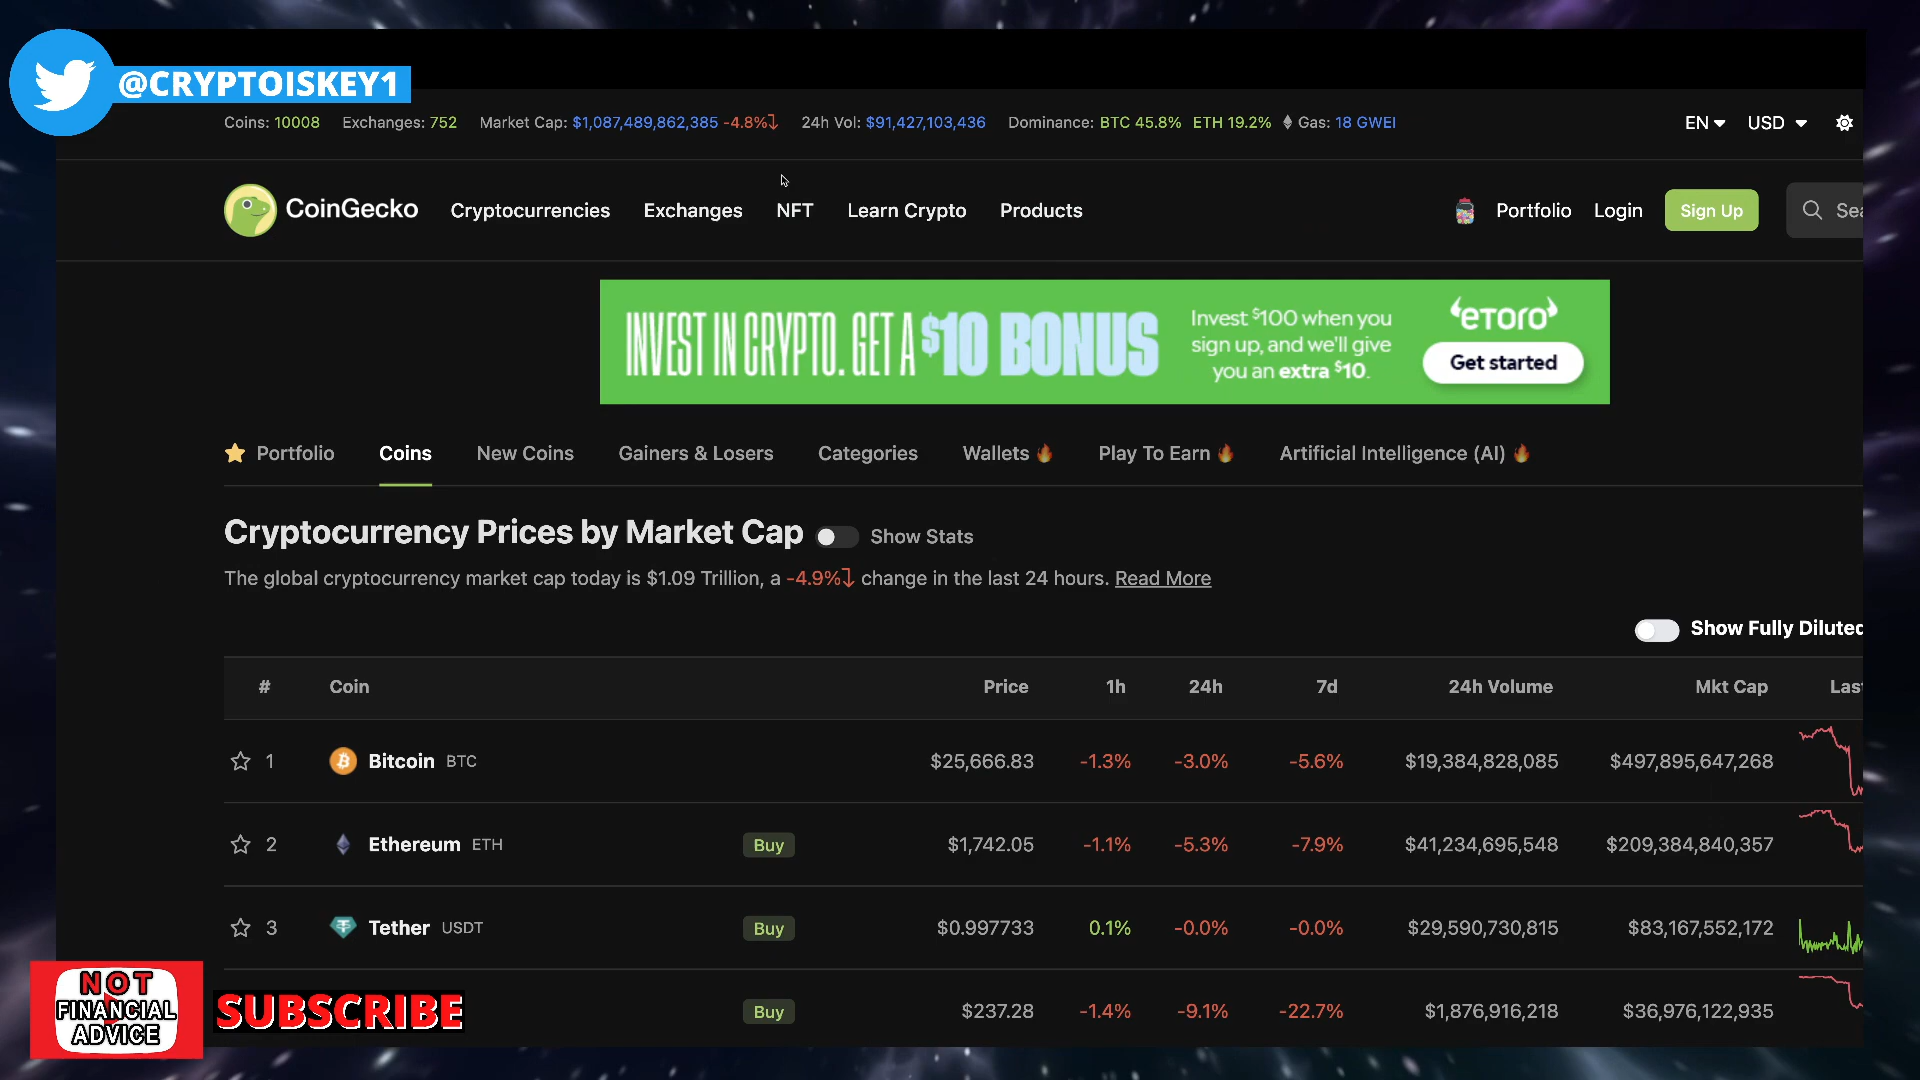 @CRYPTOISKEY1
Coins: 10008 Exchanges: 752 Market Cap: $1,087,489,862,385 -4.8% 24h Vol: $91,427,103,436 Dominance: BTC 45.8% ETH 19.2% Gas: 18 GWEI EN USD
CoinGecko Cryptocurrencies Exchanges NFT Learn Crypto Products Portfolio Login Sign Up Sea
INVEST IN CRYPTO. GET A $10 BONUS
Invest $100 when you
sign up, and we'll give
you an extra $10.
eToro
Get started
Portfolio Coins New Coins Gainers & Losers Categories Wallets Play To Earn Artificial Intelligence (AI)
Cryptocurrency Prices by Market Cap Show Stats
The global cryptocurrency market cap today is $1.09 Trillion, a -4.9% change in the last 24 hours. Read More
Show Fully Diluted
# Coin Price 1h 24h 7d 24h Volume Mkt Cap Last
1 Bitcoin BTC $25,666.83 -1.3% -3.0% -5.6% $19,384,828,085 $497,895,647,268
2 Ethereum ETH Buy $1,742.05 -1.1% -5.3% -7.9% $41,234,695,548 $209,384,840,357
3 Tether USDT Buy $0.997733 0.1% -0.0% -0.0% $29,590,730,815 $83,167,552,172
Buy $237.28 -1.4% -9.1% -22.7% $1,876,916,218 $36,976,122,935
NOT
FINANCIAL
ADVICE
SUBSCRIBE